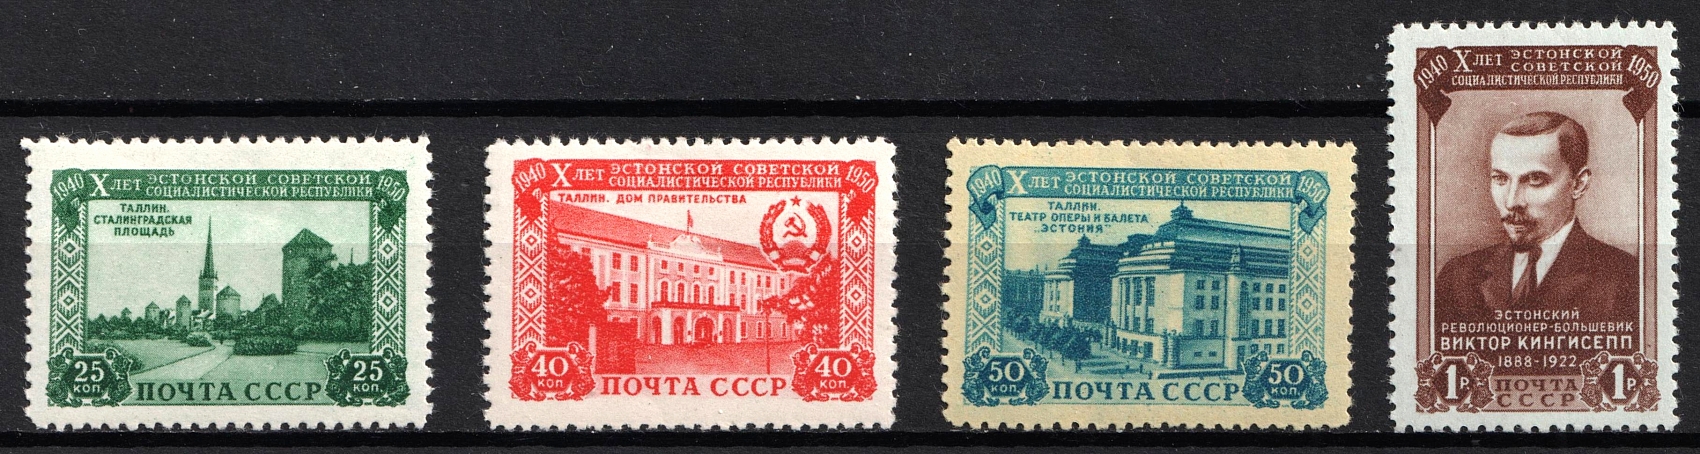 1940 X ЛЕТ ЭСТОНСКОЙ СОВЕТСКОЙ 1950
СОЦИАЛИСТИЧЕСКОЙ РЕСПУБЛИКИ
ТАЛЛИН.
СТАЛИНГРАДСКАЯ
ПЛОЩАДЬ
25 КОП. ПОЧТА СССР 25 КОП.
1940 X ЛЕТ ЭСТОНСКОЙ СОВЕТСКОЙ 1950
СОЦИАЛИСТИЧЕСКОЙ РЕСПУБЛИКИ
ТАЛЛИН. ДОМ ПРАВИТЕЛЬСТВА
40 КОП. ПОЧТА СССР 40 КОП.
1940 X ЛЕТ ЭСТОНСКОЙ СОВЕТСКОЙ 1950
СОЦИАЛИСТИЧЕСКОЙ РЕСПУБЛИКИ
ТАЛЛИН.
ТЕАТР ОПЕРЫ И БАЛЕТА
"ЭСТОНИЯ"
50 КОП. ПОЧТА СССР 50 КОП.
1940 X ЛЕТ ЭСТОНСКОЙ 1950
СОВЕТСКОЙ
СОЦИАЛИСТИЧЕСКОЙ РЕСПУБЛИКИ
ЭСТОНСКИЙ
РЕВОЛЮЦИОНЕР-БОЛЬШЕВИК
ВИКТОР КИНГИСЕПП
1888-1922
1 Р. ПОЧТА 1 Р.
СССР